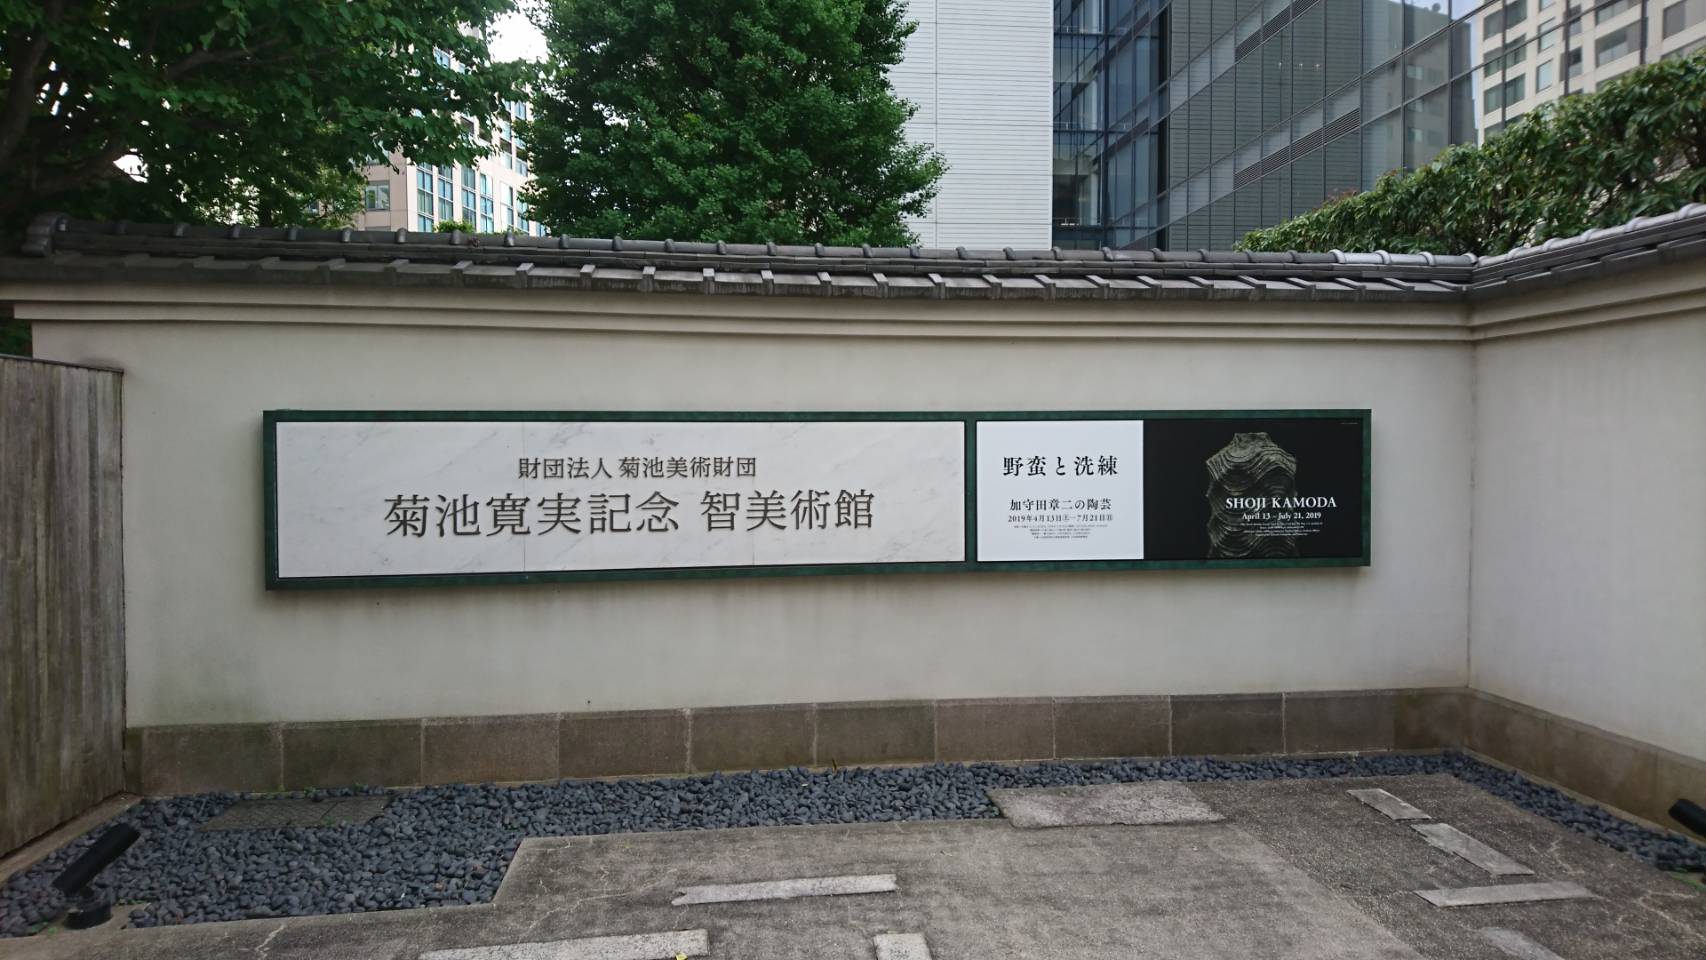 財団法人 菊池美術財団
菊池寛実記念 智美術館
野蛮と洗練
加守田章二の陶芸
2019年4月13日㊏ー7月21日㊐
SHOJI KAMODA
April 13 – July 21, 2019